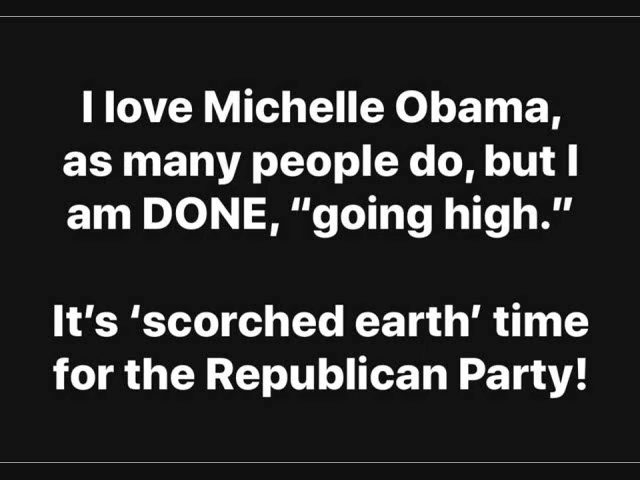 I love Michelle Obama,
as many people do, but I
am DONE, “going high.”
It’s ‘scorched earth’ time
for the Republican Party!